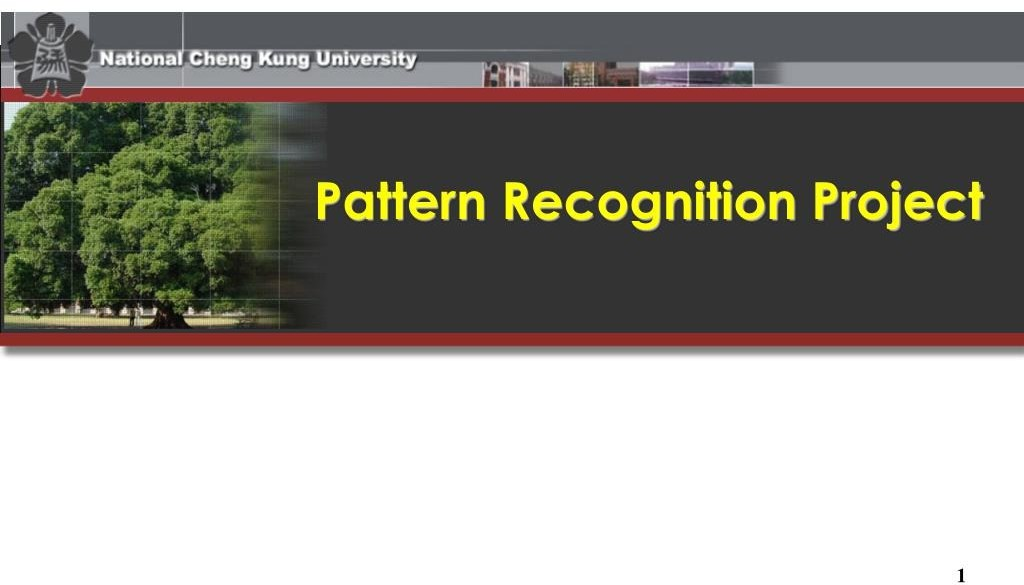 National Cheng Kung University
Pattern Recognition Project
1